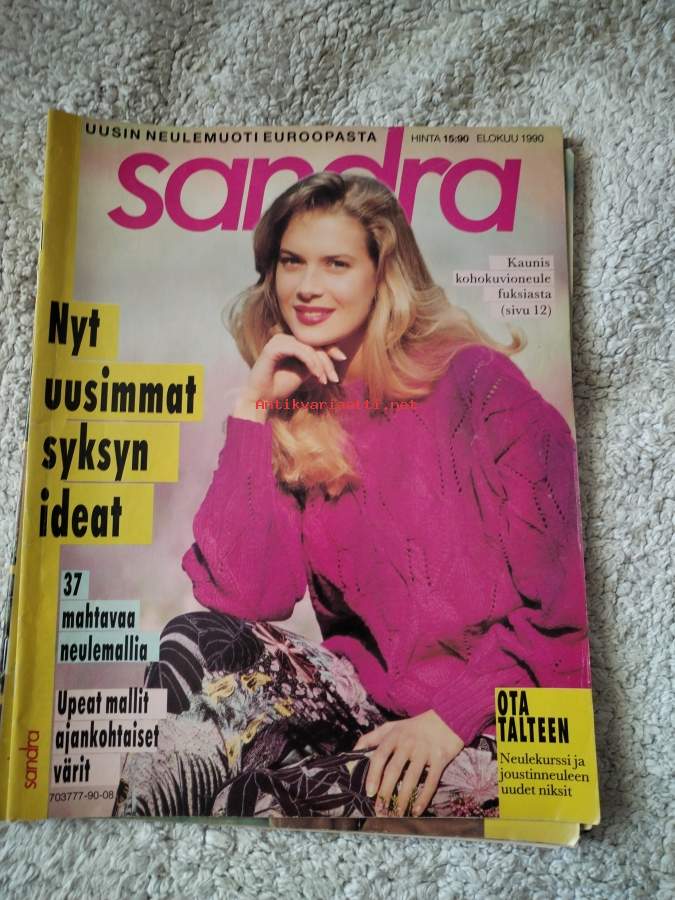 UUSIN NEULEMUOTI EUROOPASTA
HINTA 15:90 ELOKUU 1990
sandra
Kaunis
kohokuvioneule
fuksiasta
(sivu 12)
Nyt
uusimmat
syksyn
ideat
Antikvariaatti.net
37
mahtavaa
neulemallia
Upeat mallit
ajankohtaiset
värit
OTA
TALTEEN
Neulekurssi ja
joustinneuleen
uudet niksit
sandra
703777-90-08